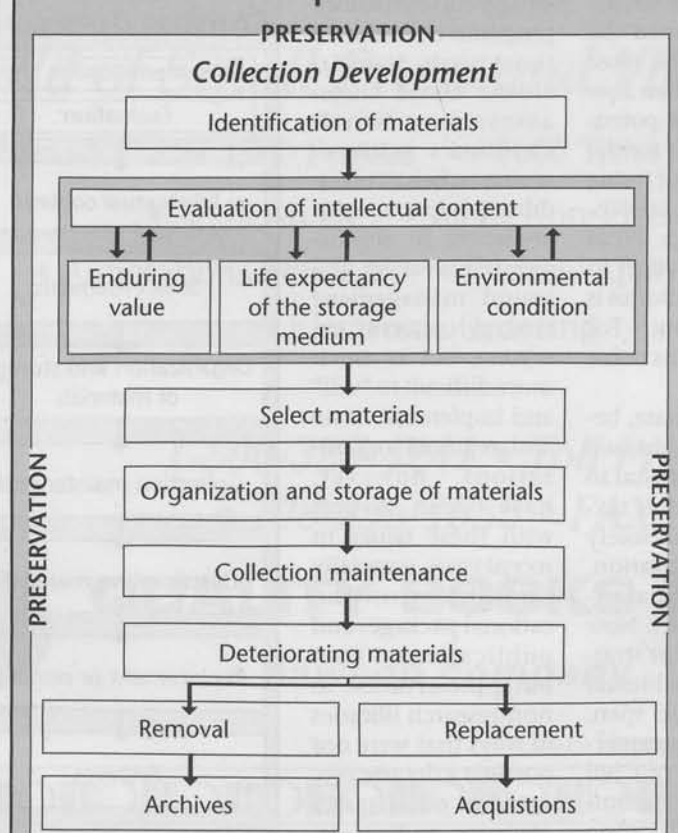 PRESERVATION
Collection Development
Identification of materials
Evaluation of intellectual content
Enduring
value
Life expectancy
of the storage
medium
Environmental
condition
Select materials
Organization and storage of materials
Collection maintenance
Deteriorating materials
Removal
Replacement
Archives
Acquistions
PRESERVATION
PRESERVATION